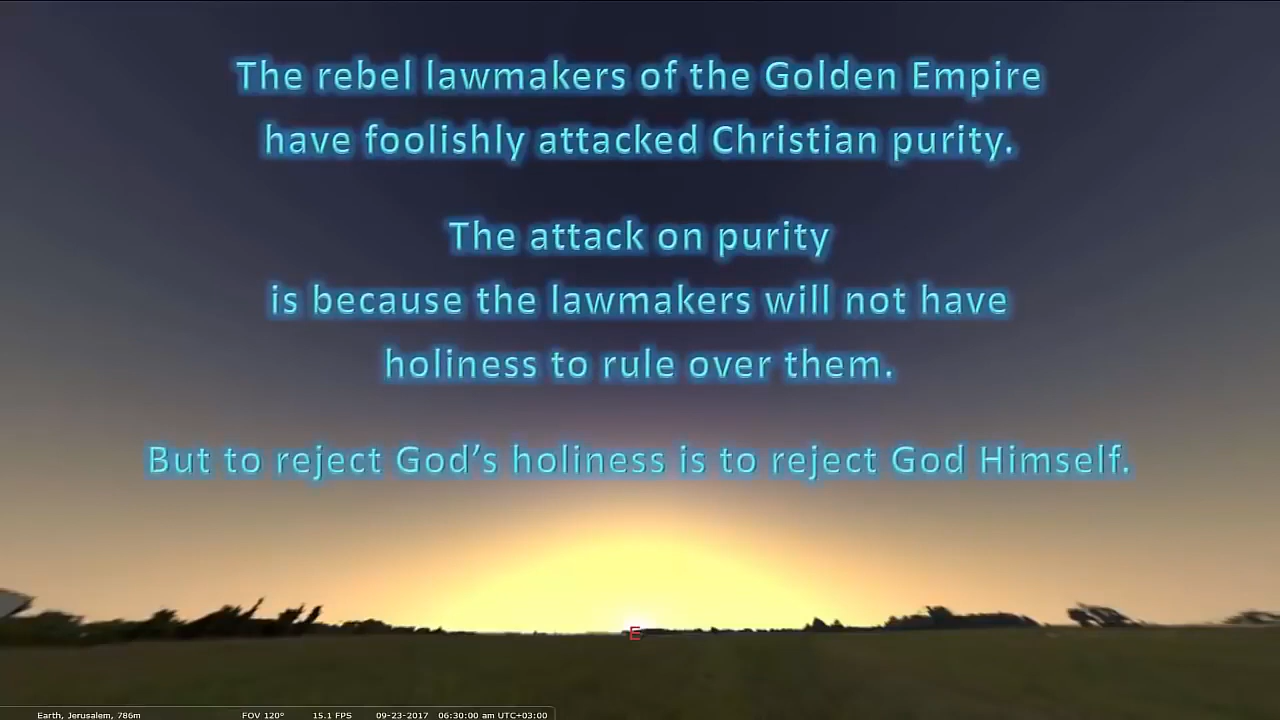 The rebel lawmakers of the Golden Empire
have foolishly attacked Christian purity.
The attack on purity
is because the lawmakers will not have
holiness to rule over them.
But to reject God’s holiness is to reject God Himself.
E
Earth, Jerusalem, 786m FOV 120° 15.1 FPS 09-23-2017 06:30:00 am UTC+03:00